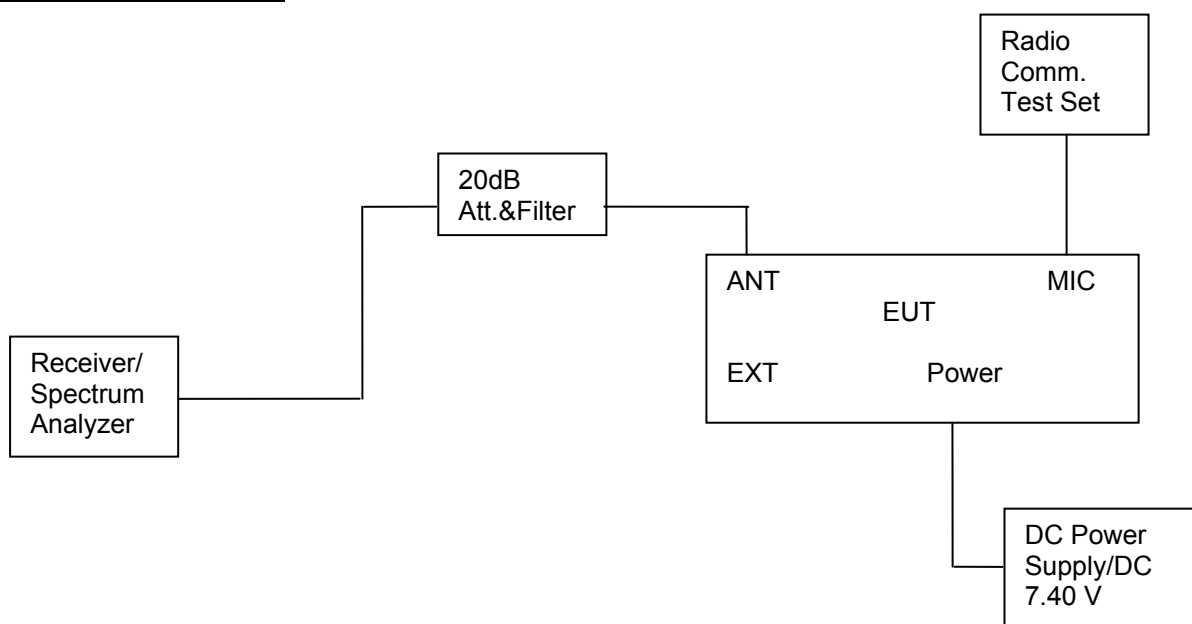 Radio
Comm.
Test Set
20dB
Att.&Filter
ANT
MIC
EUT
EXT
Power
Receiver/
Spectrum
Analyzer
DC Power
Supply/DC
7.40 V